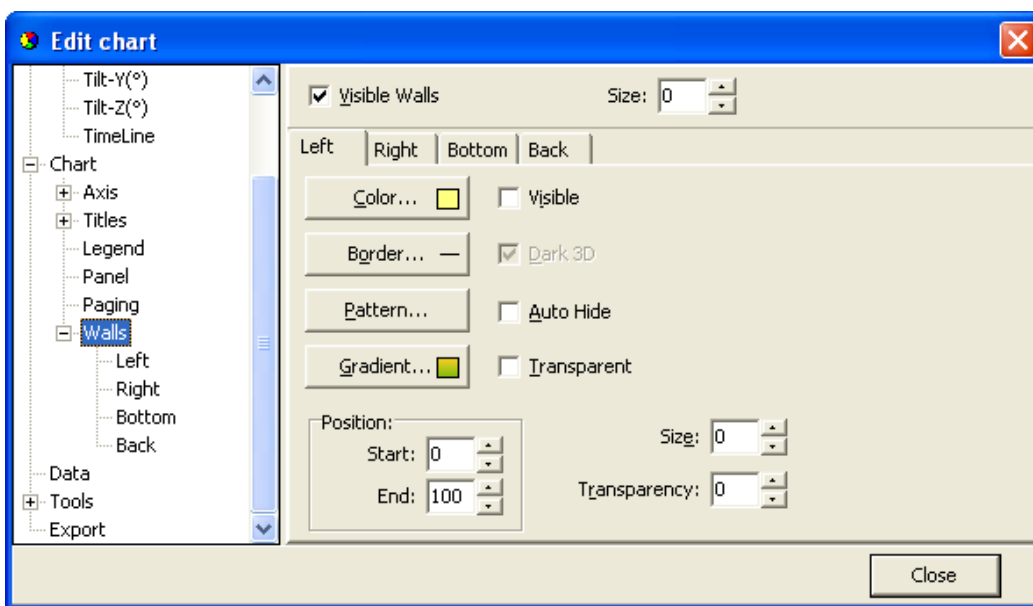 Edit chart
Tilt-Y(°)
Tilt-Z(°)
TimeLine
Chart
Axis
Titles
Legend
Panel
Paging
Walls
Left
Right
Bottom
Back
Data
Tools
Export
Visible Walls
Size: 0
Left Right Bottom Back
Color... Visible
Border... Dark 3D
Pattern... Auto Hide
Gradient... Transparent
Position:
Start: 0
End: 100
Size: 0
Transparency: 0
Close